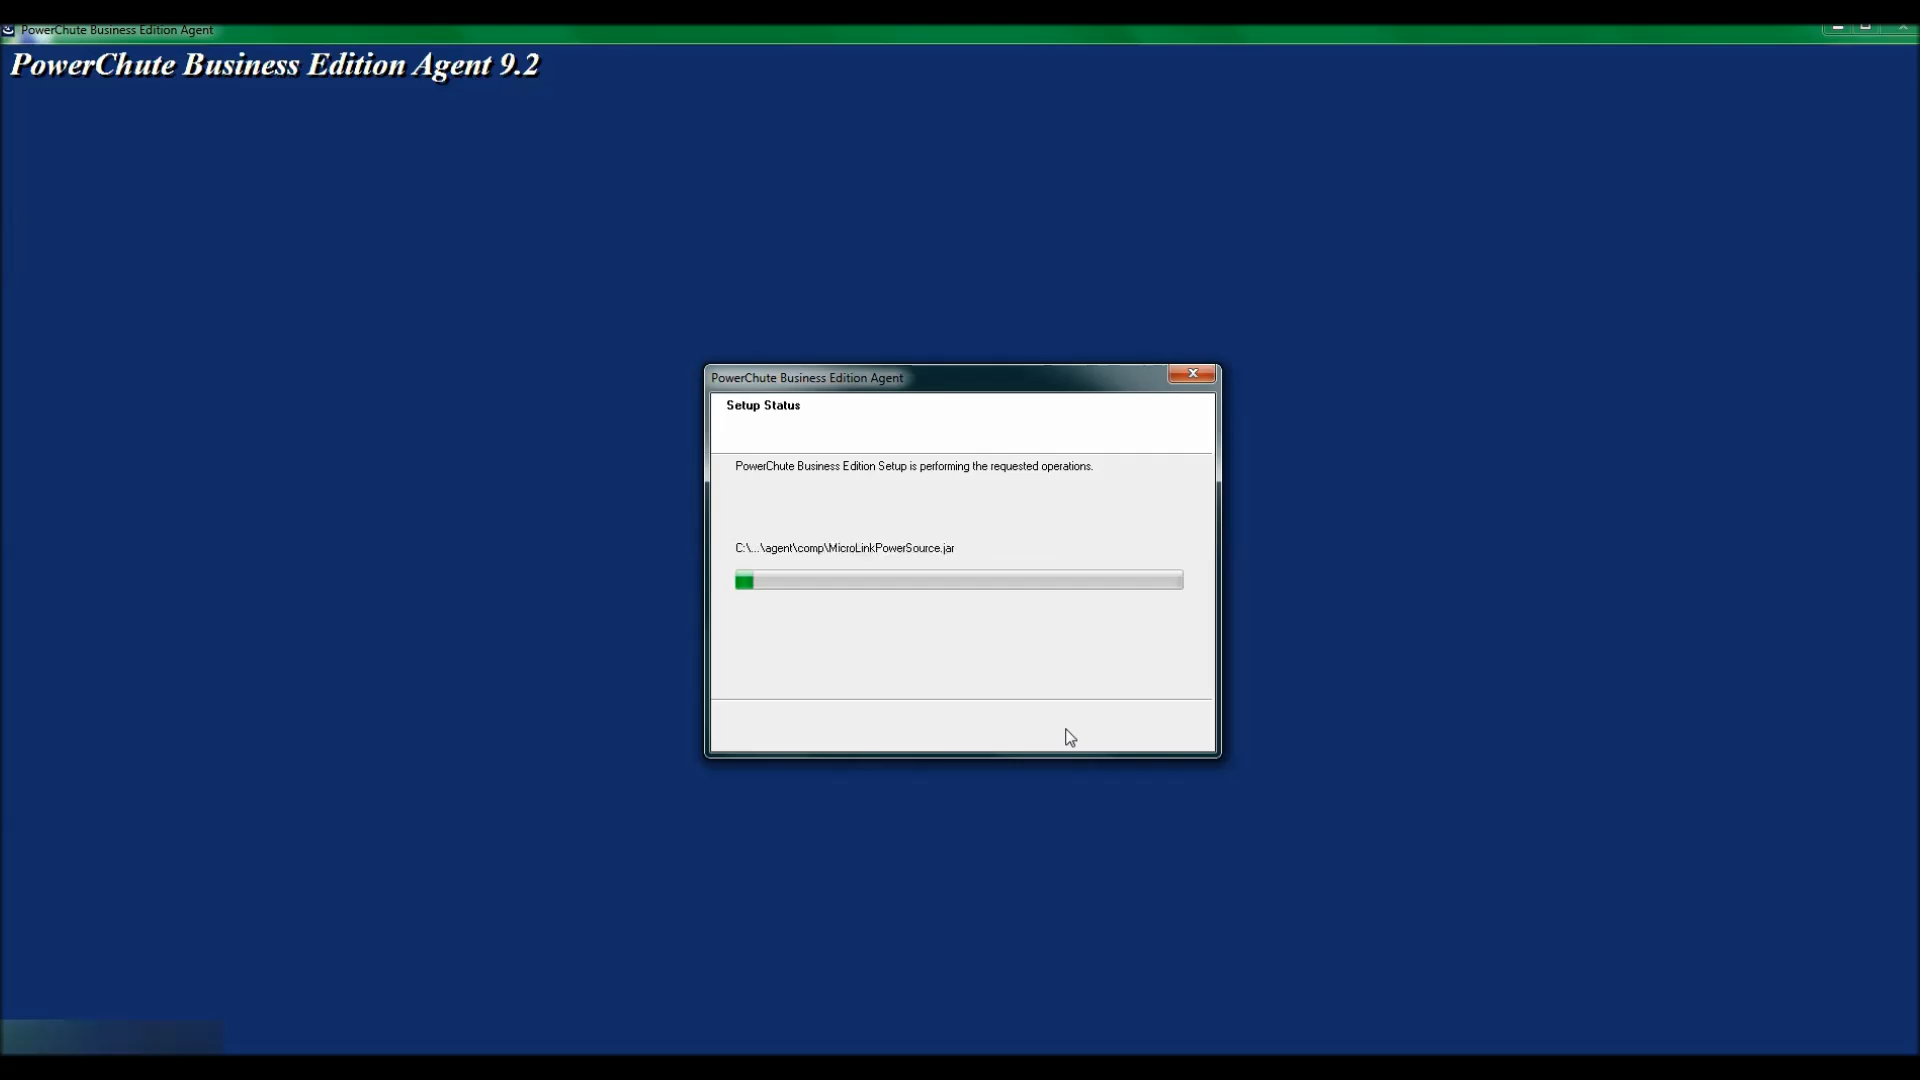 PowerChute Business Edition Agent
PowerChute Business Edition Agent 9.2
PowerChute Business Edition Agent
Setup Status
PowerChute Business Edition Setup is performing the requested operations.
C:\...\agent\comp\MicroLinkPowerSource.jar